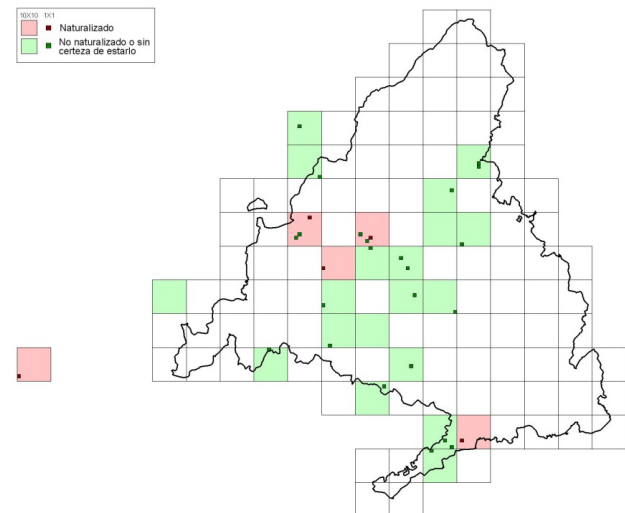 10X10 1X1
Naturalizado
No naturalizado o sin
certeza de estarlo